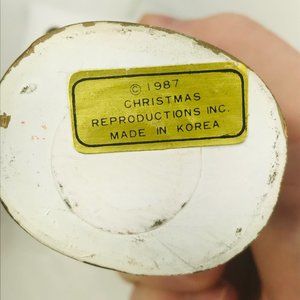 © 1987
CHRISTMAS
REPRODUCTIONS INC.
MADE IN KOREA